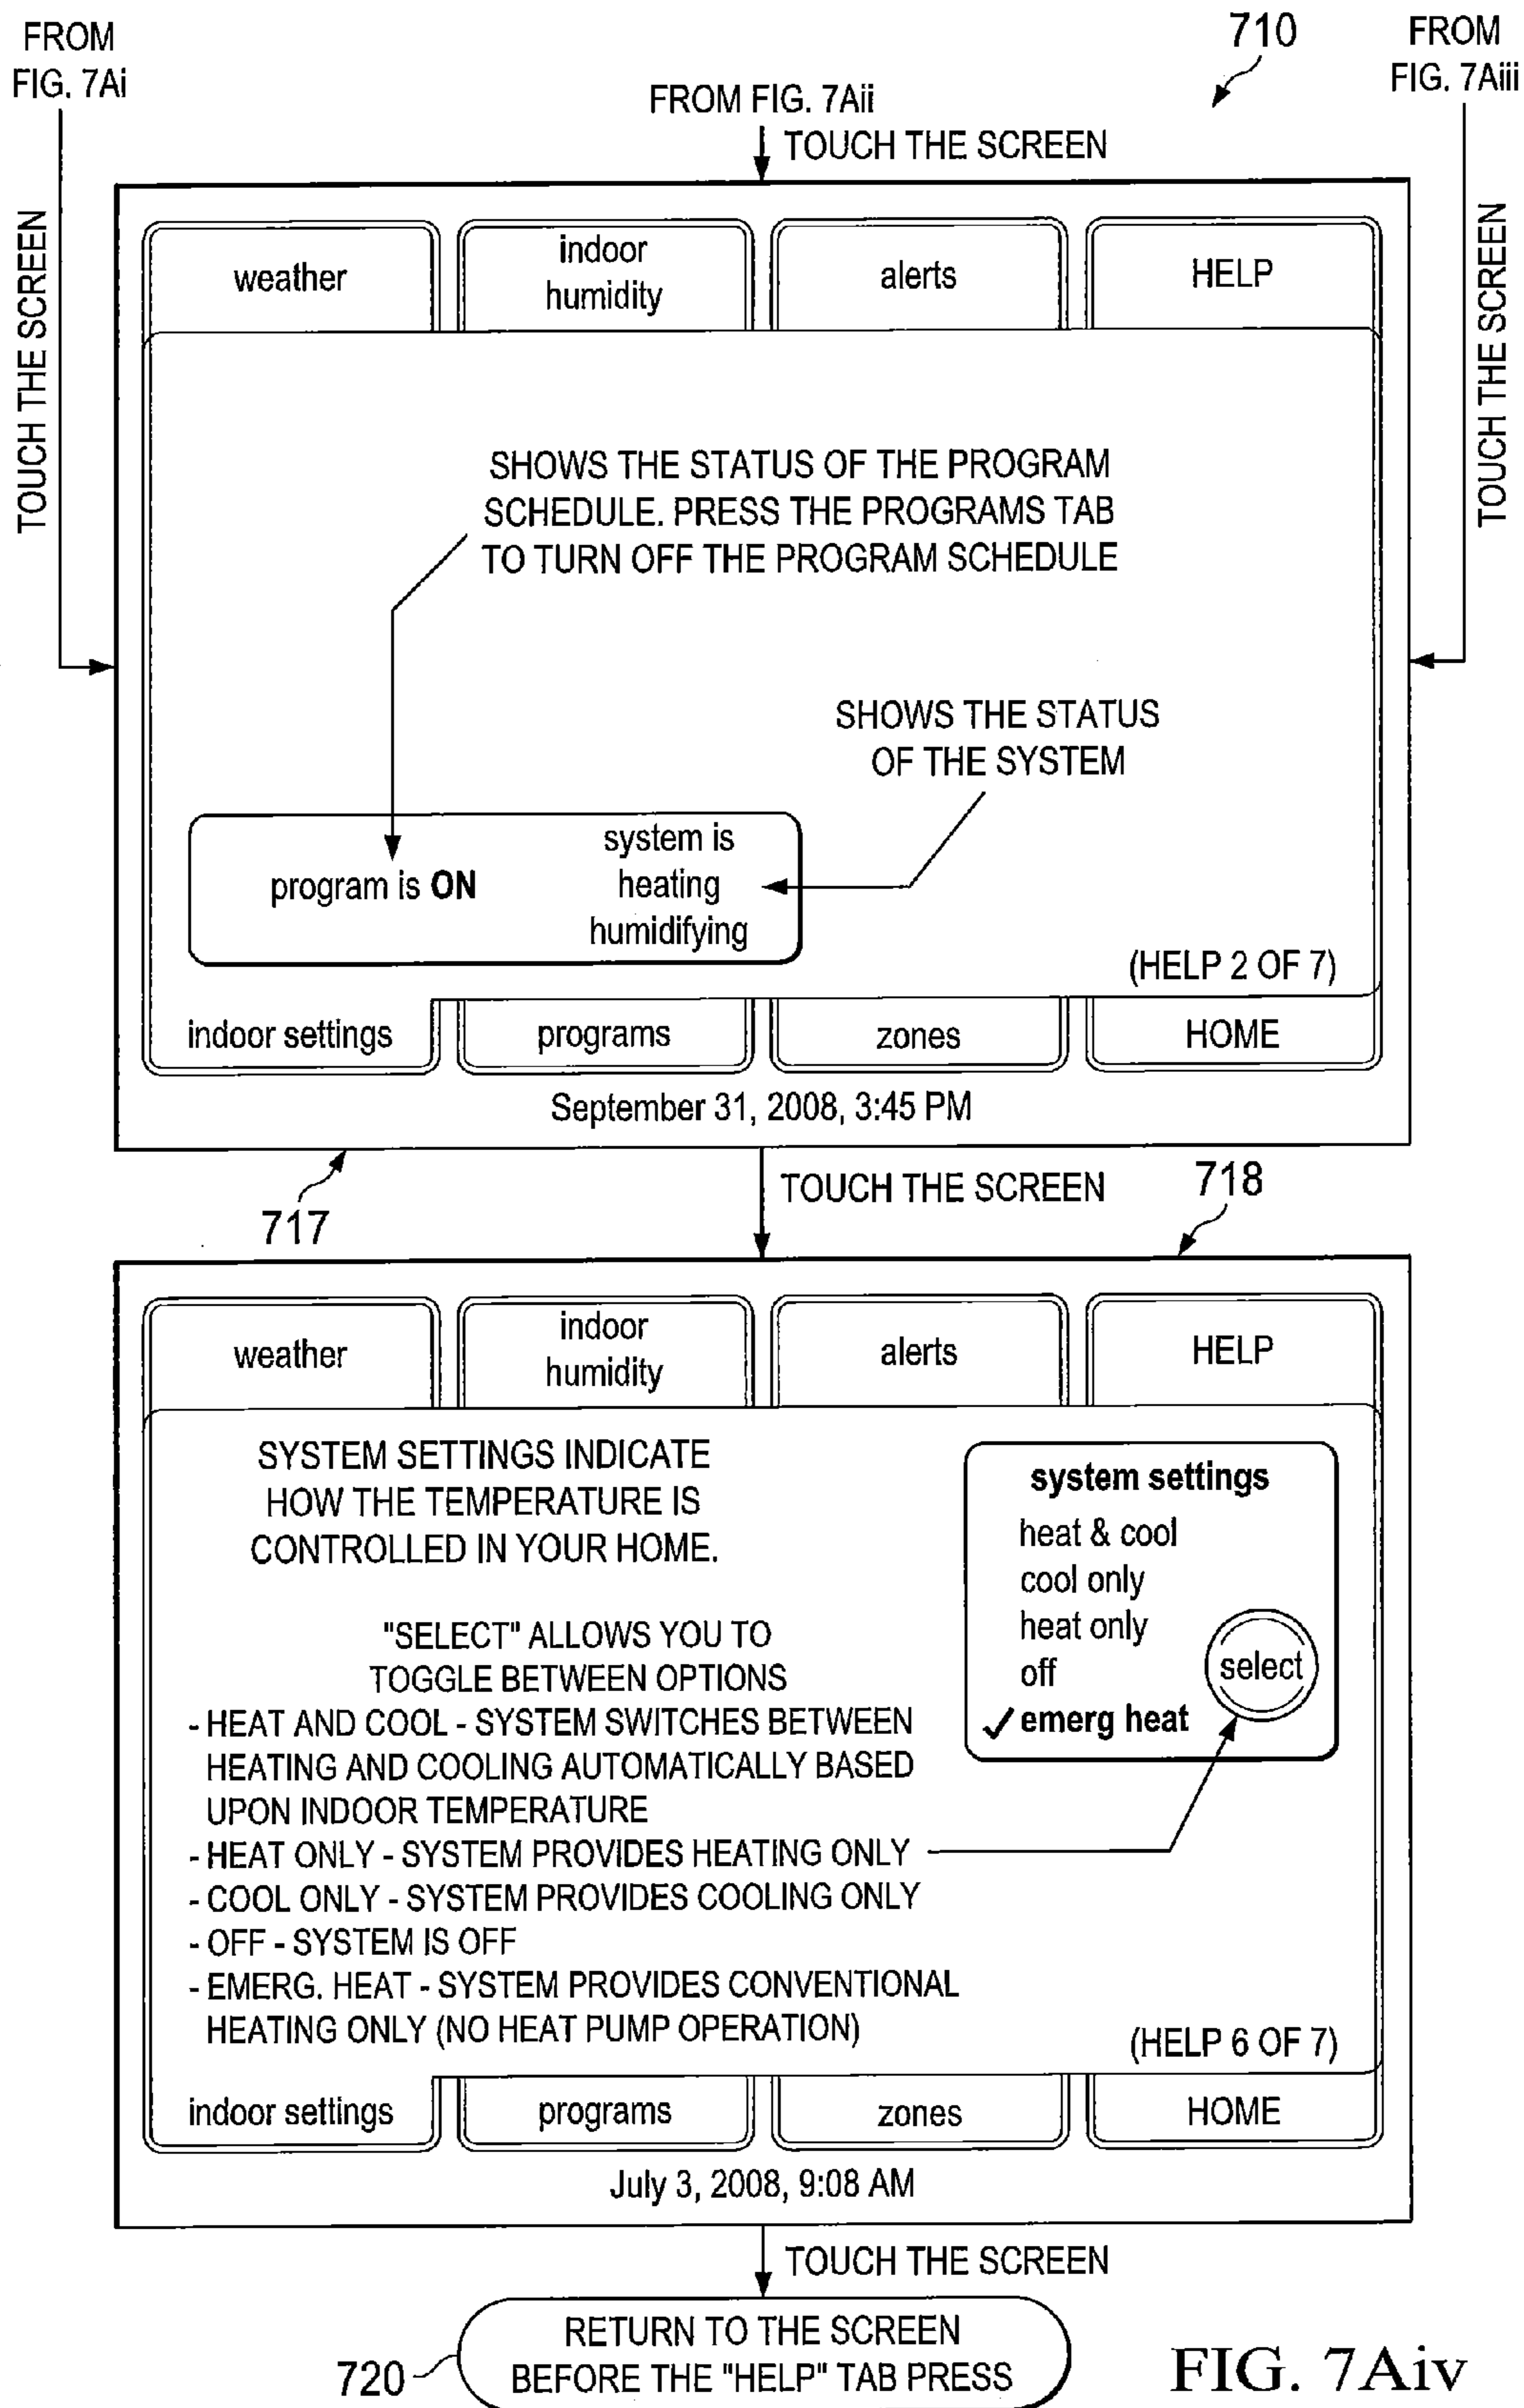 FROM
FIG. 7Ai
710
FROM
FIG. 7Aiii
FROM FIG. 7Aii
TOUCH THE SCREEN
TOUCH THE SCREEN
TOUCH THE SCREEN
weather
indoor
humidity
alerts
HELP
SHOWS THE STATUS OF THE PROGRAM
SCHEDULE. PRESS THE PROGRAMS TAB
TO TURN OFF THE PROGRAM SCHEDULE
SHOWS THE STATUS
OF THE SYSTEM
program is ON
system is
heating
humidifying
(HELP 2 OF 7)
indoor settings
programs
zones
HOME
September 31, 2008, 3:45 PM
717
TOUCH THE SCREEN
718
weather
indoor
humidity
alerts
HELP
SYSTEM SETTINGS INDICATE
HOW THE TEMPERATURE IS
CONTROLLED IN YOUR HOME.
"SELECT" ALLOWS YOU TO
TOGGLE BETWEEN OPTIONS
- HEAT AND COOL - SYSTEM SWITCHES BETWEEN
HEATING AND COOLING AUTOMATICALLY BASED
UPON INDOOR TEMPERATURE
- HEAT ONLY - SYSTEM PROVIDES HEATING ONLY
- COOL ONLY - SYSTEM PROVIDES COOLING ONLY
- OFF - SYSTEM IS OFF
- EMERG. HEAT - SYSTEM PROVIDES CONVENTIONAL
HEATING ONLY (NO HEAT PUMP OPERATION)
system settings
heat & cool
cool only
heat only
off
✓ emerg heat
select
(HELP 6 OF 7)
indoor settings
programs
zones
HOME
July 3, 2008, 9:08 AM
TOUCH THE SCREEN
RETURN TO THE SCREEN
BEFORE THE "HELP" TAB PRESS
720
FIG. 7Aiv